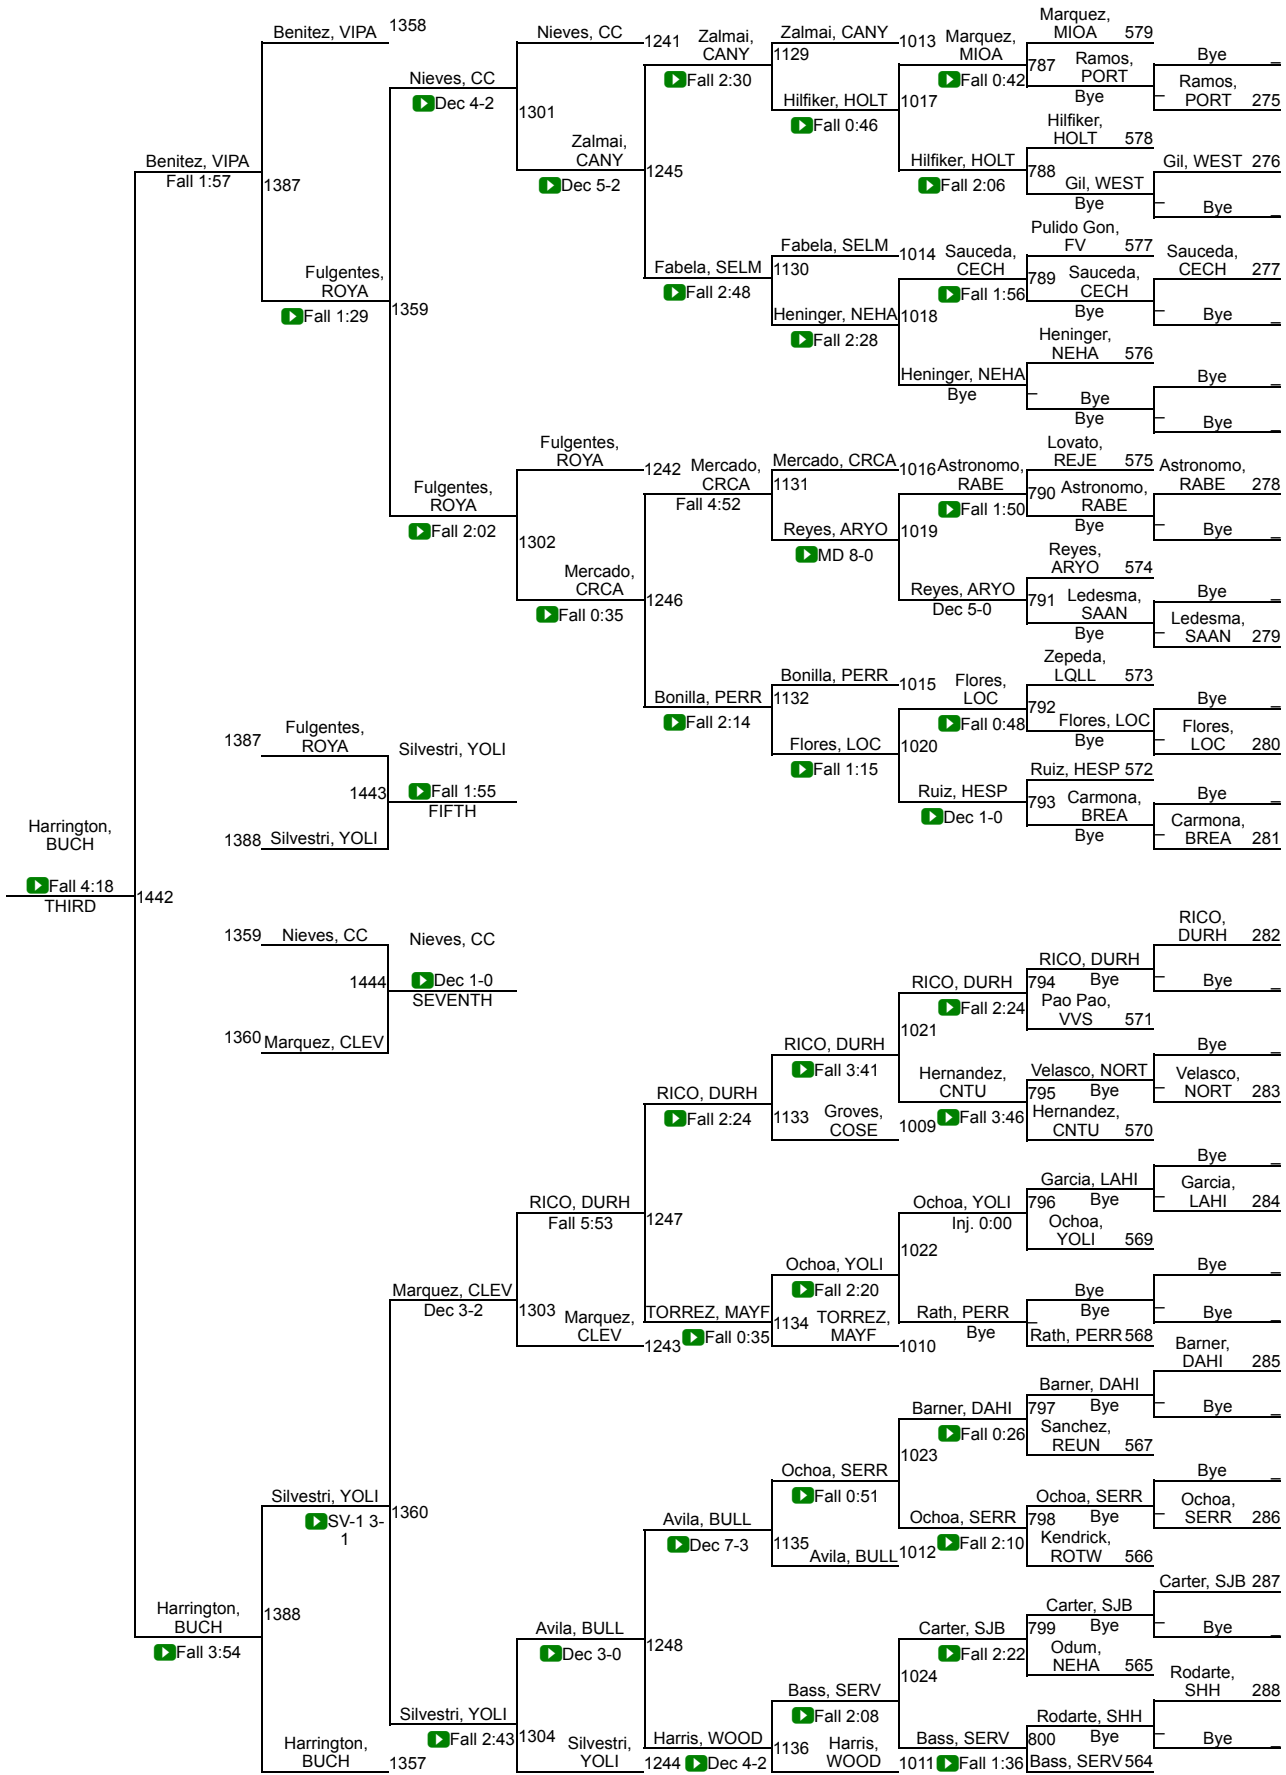 Benitez, VIPA 1358
Nieves, CC 1241
Zalmai,
CANY
Zalmai, CANY 1013
Marquez,
MIOA
Marquez,
MIOA 579
Bye _
1129
787 Ramos,
PORT
Nieves, CC
Dec 4-2
Fall 2:30
Fall 0:42
Ramos,
PORT 275
Bye
Hilfiker, HOLT 1017
Fall 0:46
1301
Hilfiker,
HOLT 578
Zalmai,
CANY
Dec 5-2
1245
Hilfiker, HOLT
Fall 2:06
788 Gil, WEST
Bye
Gil, WEST 276
_ Bye _
Benitez, VIPA
Fall 1:57
1387
Pulido Gon,
FV 577
Fabela, SELM 1014
Sauceda,
CECH
Fall 1:56
Sauceda,
CECH 277
Fabela, SELM
Fall 2:48
1130
789 Sauceda,
CECH
Bye
_ Bye _
Fulgentes,
ROYA
Fall 1:29
1359
Heninger, NEHA 1018
Fall 2:28
Heninger,
NEHA 576
Heninger, NEHA
Bye
_ Bye
Bye
Bye _
_ Bye _
Fulgentes,
ROYA 1242
Mercado,
CRCA
Fall 4:52
Mercado, CRCA 1016
Astronomo,
RABE
Fall 1:50
Lovato,
REJE 575
Astronomo,
RABE 278
1131
790 Astronomo,
RABE
Bye
_ Bye _
Fulgentes,
ROYA
Fall 2:02
1302
Reyes, ARYO 1019
MD 8-0
Reyes,
ARYO 574
Mercado,
CRCA
Fall 0:35
1246
Reyes, ARYO
Dec 5-0
791 Ledesma,
SAAN
Bye
Bye _
_ Ledesma,
SAAN 279
Zepeda,
LQLL 573
Bonilla, PERR 1015
Flores,
LOC
Fall 0:48
Bonilla, PERR
Fall 2:14
1132
792
Flores, LOC
Bye
Bye _
_ Flores,
LOC 280
1387 Fulgentes,
ROYA
Silvestri, YOLI
Flores, LOC 1020
Fall 1:15
1443
Fall 1:55
FIFTH
Ruiz, HESP
Dec 1-0
Ruiz, HESP 572
793 Carmona,
BREA
Bye
Bye _
_ Carmona,
BREA 281
1388 Silvestri, YOLI
Harrington,
BUCH
Fall 4:18
THIRD
1442
1359 Nieves, CC
Nieves, CC
1444
Dec 1-0
SEVENTH
1360 Marquez, CLEV
RICO,
DURH 282
RICO, DURH
794 Bye
_ Bye _
RICO, DURH
Fall 2:24
Pao Pao,
VVS 571
1021
RICO, DURH
Fall 3:41
Hernandez,
CNTU
Fall 3:46
Velasco, NORT
795 Bye
Bye _
_ Velasco,
NORT 283
Hernandez,
CNTU 570
RICO, DURH
Fall 2:24
1133 Groves,
COSE 1009
Bye _
Garcia, LAHI
796 Bye
_ Garcia,
LAHI 284
RICO, DURH
Fall 5:53
1247
Ochoa, YOLI
Inj. 0:00
Ochoa,
YOLI 569
1022
Ochoa, YOLI
Fall 2:20
Bye _
Bye
_ Bye
_ Bye _
Marquez, CLEV
Dec 3-2
1303 Marquez,
CLEV 1243
TORREZ, MAYF
Fall 0:35
1134 TORREZ,
MAYF 1010
Rath, PERR
Bye
Rath, PERR 568
Barner,
DAHI 285
Barner, DAHI
797 Bye
_ Bye _
Barner, DAHI
Fall 0:26
Sanchez,
REUN 567
1023
Ochoa, SERR
Fall 0:51
Bye _
Silvestri, YOLI
SV-1 3-
1
1360
Ochoa, SERR
798 Bye
_ Ochoa,
SERR 286
Avila, BULL
Dec 7-3
1135
Avila, BULL 1012
Ochoa, SERR
Fall 2:10
Kendrick,
ROTW 566
Carter, SJB 287
Harrington,
BUCH
Fall 3:54
1388
Carter, SJB
799 Bye
_ Bye _
Avila, BULL
Dec 3-0
1248
Carter, SJB
Fall 2:22
Odum,
NEHA 565
1024
Bass, SERV
Fall 2:08
Rodarte,
SHH 288
Silvestri, YOLI
Fall 2:43
1304 Silvestri,
YOLI 1244
Harris, WOOD
Dec 4-2
1136 Harris,
WOOD 1011
Bass, SERV
Fall 1:36
Rodarte, SHH
800 Bye
_ Bye _
Bass, SERV 564
Harrington,
BUCH 1357